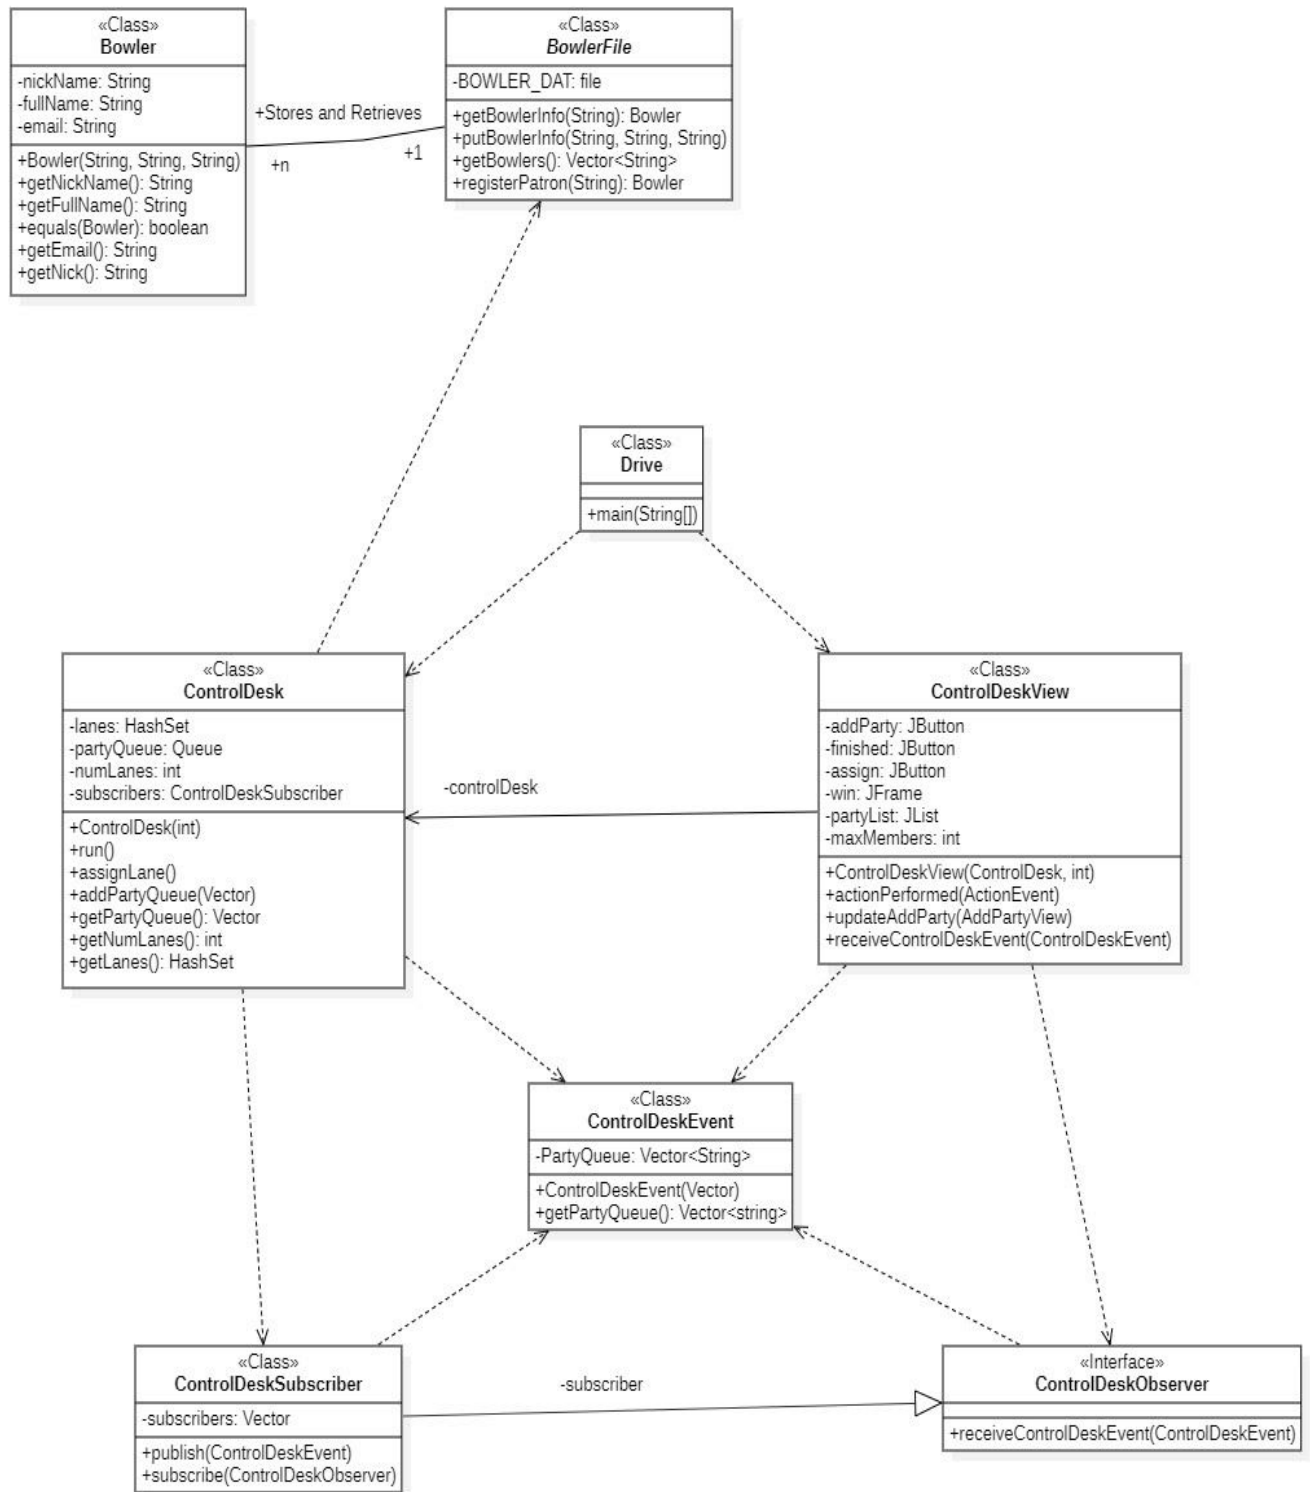 «Class»
Bowler
-nickName: String
-fullName: String
-email: String
+Bowler(String, String, String)
+getNickName(): String
+getFullName(): String
+equals(Bowler): boolean
+getEmail(): String
+getNick(): String
+Stores and Retrieves
+n
+1
«Class»
BowlerFile
-BOWLER_DAT: file
+getBowlerInfo(String): Bowler
+putBowlerInfo(String, String, String)
+getBowlers(): Vector<String>
+registerPatron(String): Bowler
«Class»
Drive
+main(String[])
«Class»
ControlDesk
-lanes: HashSet
-partyQueue: Queue
-numLanes: int
-subscribers: ControlDeskSubscriber
+ControlDesk(int)
+run()
+assignLane()
+addPartyQueue(Vector)
+getPartyQueue(): Vector
+getNumLanes(): int
+getLanes(): HashSet
-controlDesk
«Class»
ControlDeskView
-addParty: JButton
-finished: JButton
-assign: JButton
-win: JFrame
-partyList: JList
-maxMembers: int
+ControlDeskView(ControlDesk, int)
+actionPerformed(ActionEvent)
+updateAddParty(AddPartyView)
+receiveControlDeskEvent(ControlDeskEvent)
«Class»
ControlDeskEvent
-PartyQueue: Vector<String>
+ControlDeskEvent(Vector)
+getPartyQueue(): Vector<string>
«Class»
ControlDeskSubscriber
-subscribers: Vector
+publish(ControlDeskEvent)
+subscribe(ControlDeskObserver)
-subscriber
«Interface»
ControlDeskObserver
+receiveControlDeskEvent(ControlDeskEvent)